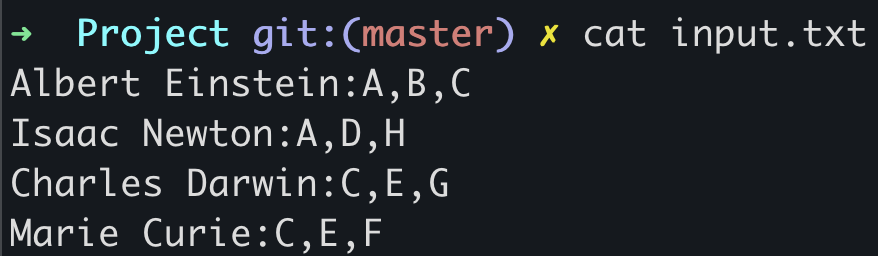 ➜  Project git:(master) ✗ cat input.txt
Albert Einstein:A,B,C
Isaac Newton:A,D,H
Charles Darwin:C,E,G
Marie Curie:C,E,F